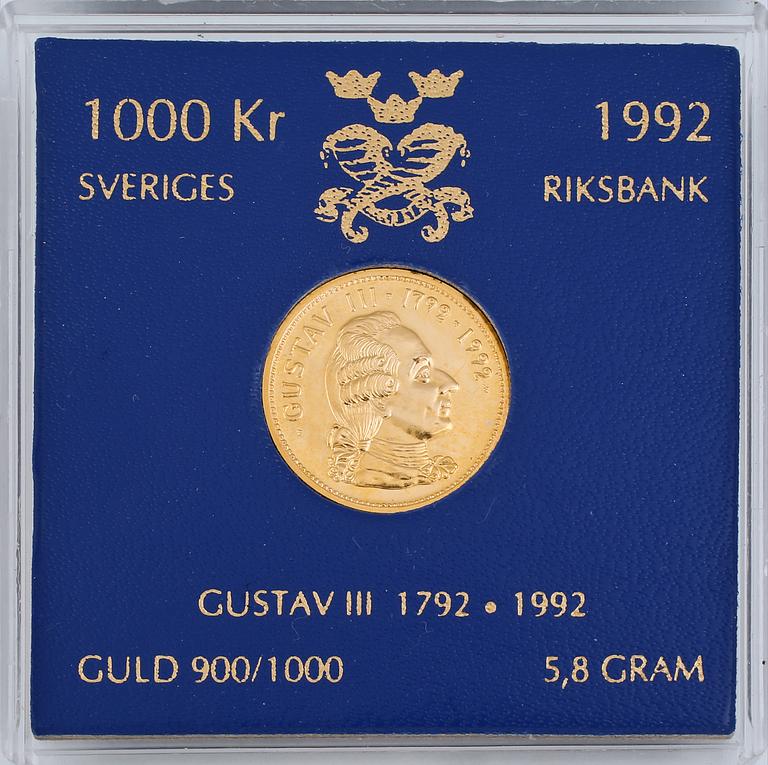 1000 Kr 1992
SVERIGES RIKSBANK
GUSTAV III · 1792 · 1992
GUSTAV III 1792 • 1992
GULD 900/1000 5,8 GRAM